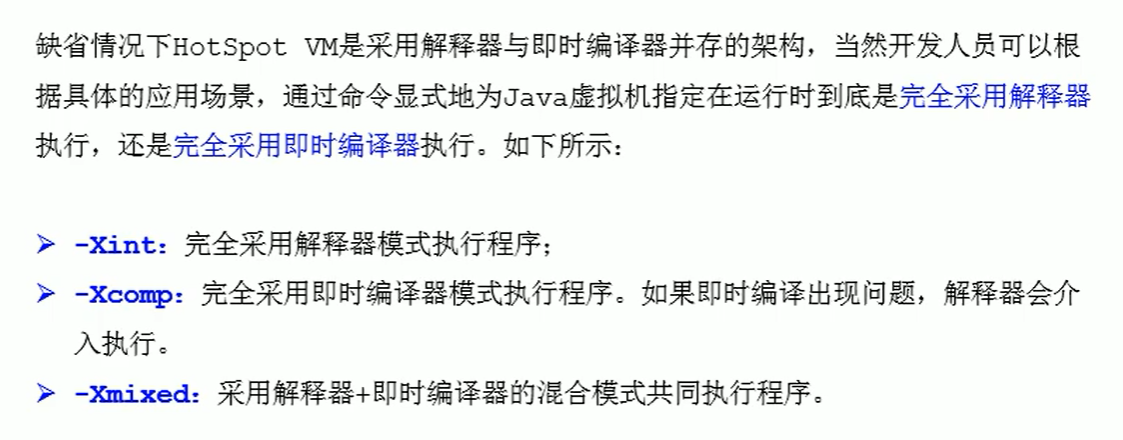 缺省情况下HotSpot VM是采用解释器与即时编译器并存的架构，当然开发人员可以根
据具体的应用场景，通过命令显式地为Java虚拟机指定在运行时到底是完全采用解释器
执行，还是完全采用即时编译器执行。如下所示：
➢ -Xint：完全采用解释器模式执行程序；
➢ -Xcomp：完全采用即时编译器模式执行程序。如果即时编译出现问题，解释器会介
入执行。
➢ -Xmixed：采用解释器+即时编译器的混合模式共同执行程序。